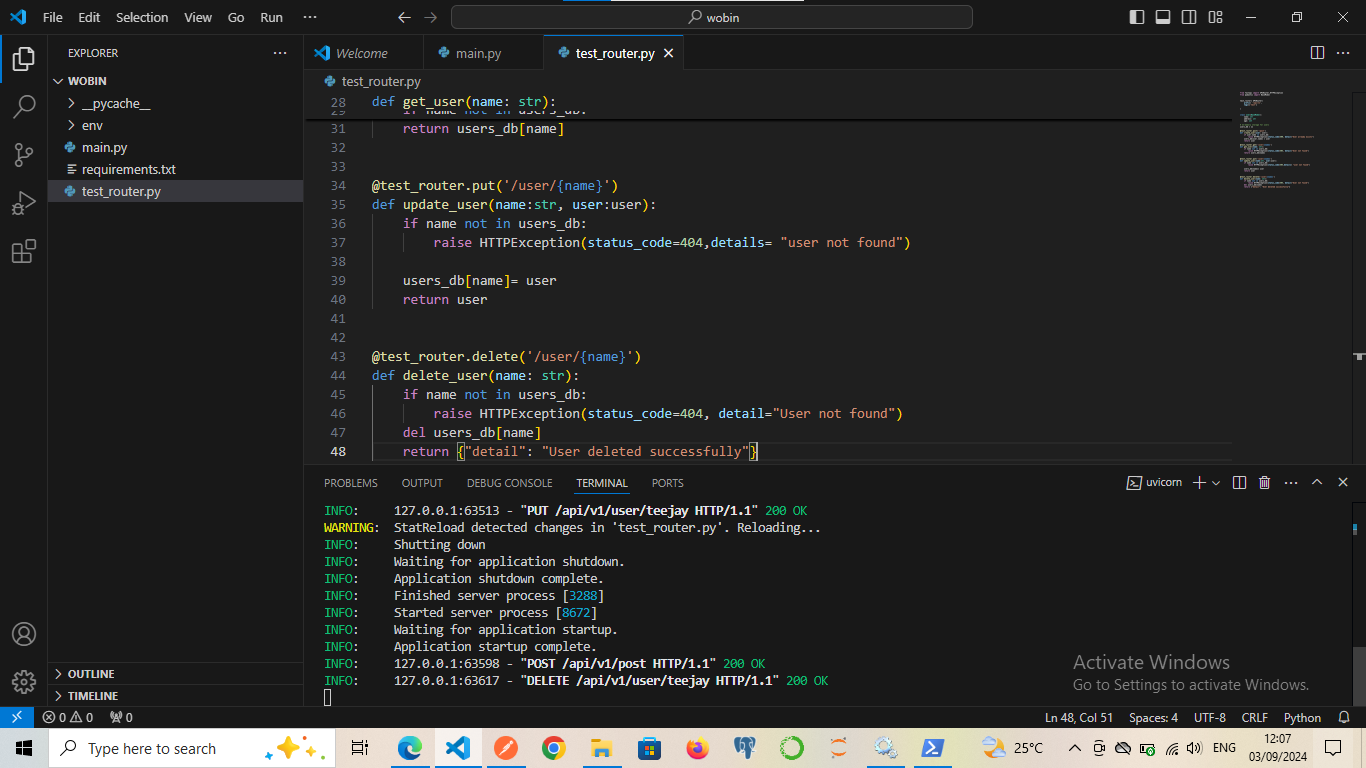 File Edit Selection View Go Run ···
wobin
EXPLORER
WOBIN
__pycache__
env
main.py
requirements.txt
test_router.py
OUTLINE
TIMELINE
Welcome
main.py
test_router.py
test_router.py
28 def get_user(name: str):
29 if name not in users_db:
31 return users_db[name]
32
33
34 @test_router.put('/user/{name}')
35 def update_user(name:str, user:user):
36 if name not in users_db:
37 raise HTTPException(status_code=404,details= "user not found")
38
39 users_db[name]= user
40 return user
41
42
43 @test_router.delete('/user/{name}')
44 def delete_user(name: str):
45 if name not in users_db:
46 raise HTTPException(status_code=404, detail="User not found")
47 del users_db[name]
48 return {"detail": "User deleted successfully"}
PROBLEMS OUTPUT DEBUG CONSOLE TERMINAL PORTS
uvicorn
INFO: 127.0.0.1:63513 - "PUT /api/v1/user/teejay HTTP/1.1" 200 OK
WARNING: StatReload detected changes in 'test_router.py'. Reloading...
INFO: Shutting down
INFO: Waiting for application shutdown.
INFO: Application shutdown complete.
INFO: Finished server process [3288]
INFO: Started server process [8672]
INFO: Waiting for application startup.
INFO: Application startup complete.
INFO: 127.0.0.1:63598 - "POST /api/v1/post HTTP/1.1" 200 OK
INFO: 127.0.0.1:63617 - "DELETE /api/v1/user/teejay HTTP/1.1" 200 OK
Activate Windows
Go to Settings to activate Windows.
0 0 0
Ln 48, Col 51 Spaces: 4 UTF-8 CRLF Python
Type here to search
25°C
ENG
12:07
03/09/2024